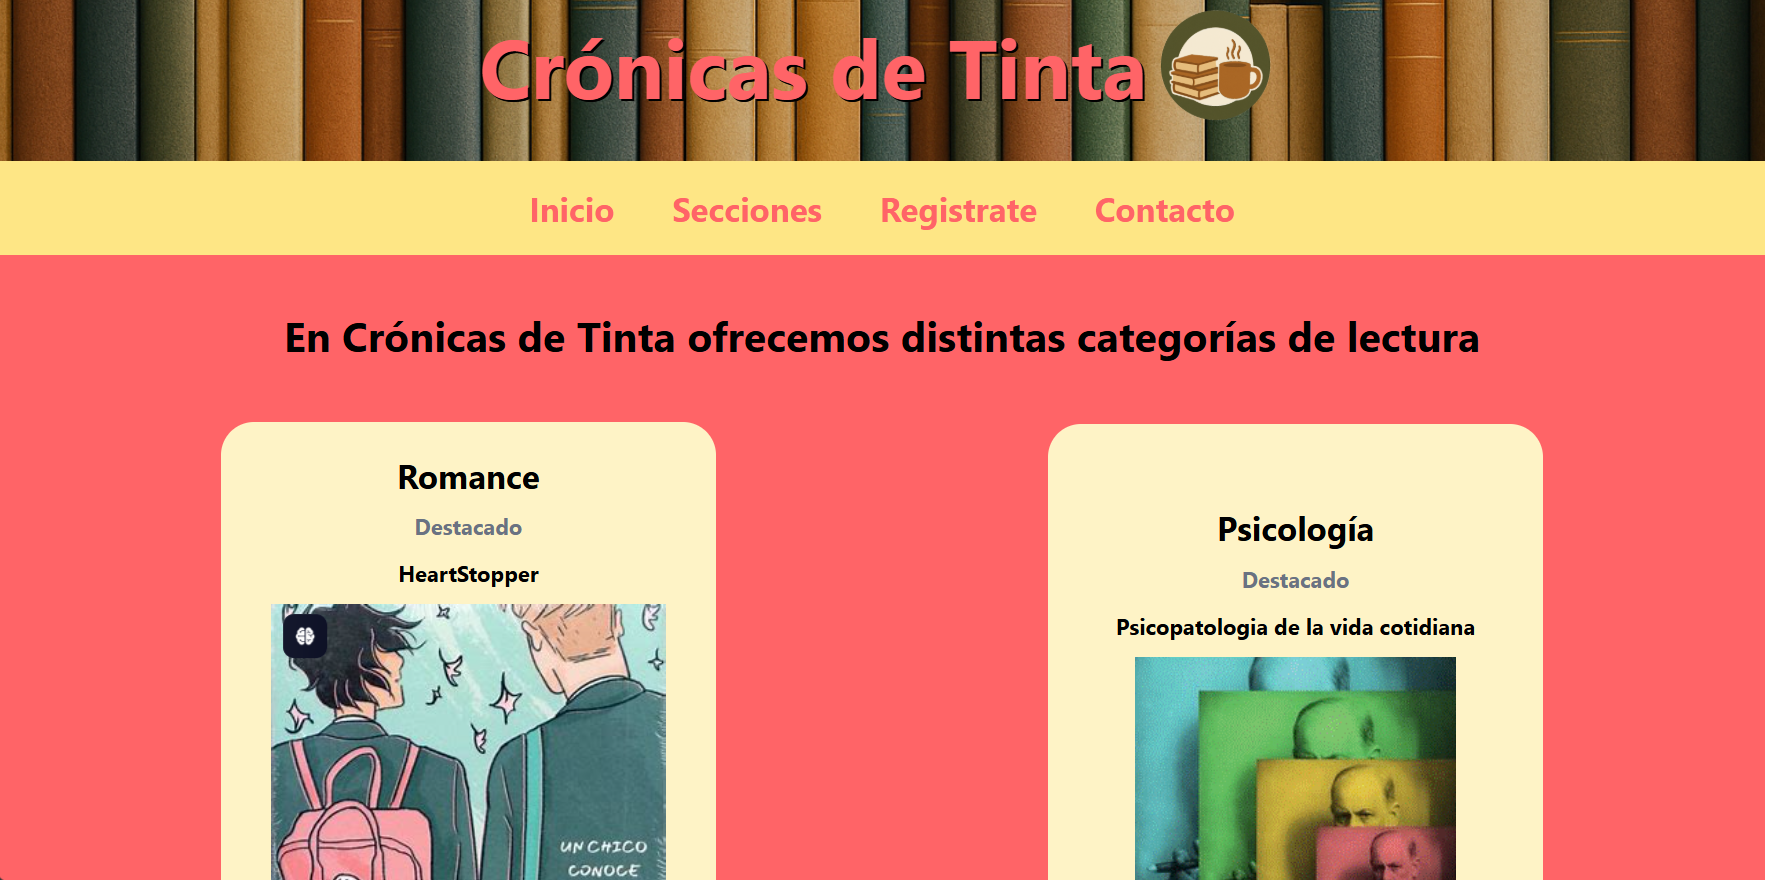 Crónicas de Tinta
Inicio Secciones Registrate Contacto
En Crónicas de Tinta ofrecemos distintas categorías de lectura
Romance
Destacado
HeartStopper
UN CHICO
CONOCE
Psicología
Destacado
Psicopatologia de la vida cotidiana